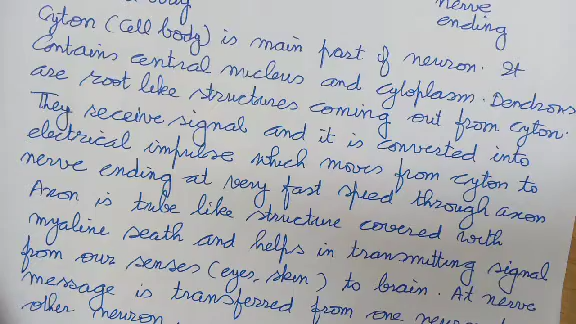 body
nerve
ending
Cyton (Cell body) is main part of neuron. It
contains central nucleus and cytoplasm. Dendrons
are root like structures coming out from cyton.
They receive signal and it is converted into
electrical impulse which moves from cyton to
nerve ending at very fast speed through axon
Axon is tube like structure covered with
myaline seath and helps in transmitting signal
from our senses (eyes, skin) to brain. At nerve
message is transferred from one
other neuron